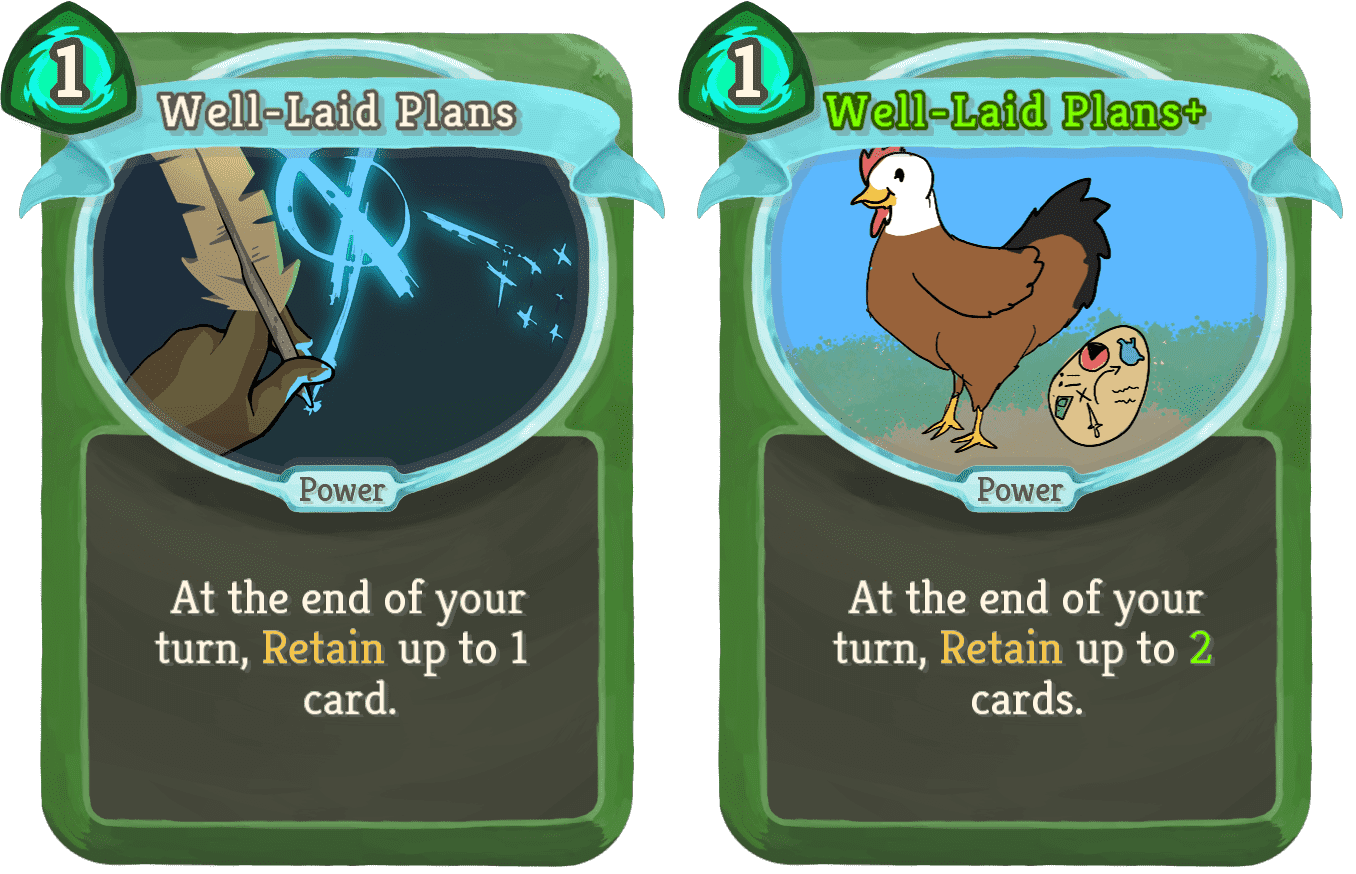 1
Well-Laid Plans
Power
At the end of your
turn, Retain up to 1
card.
1
Well-Laid Plans+
Power
At the end of your
turn, Retain up to 2
cards.